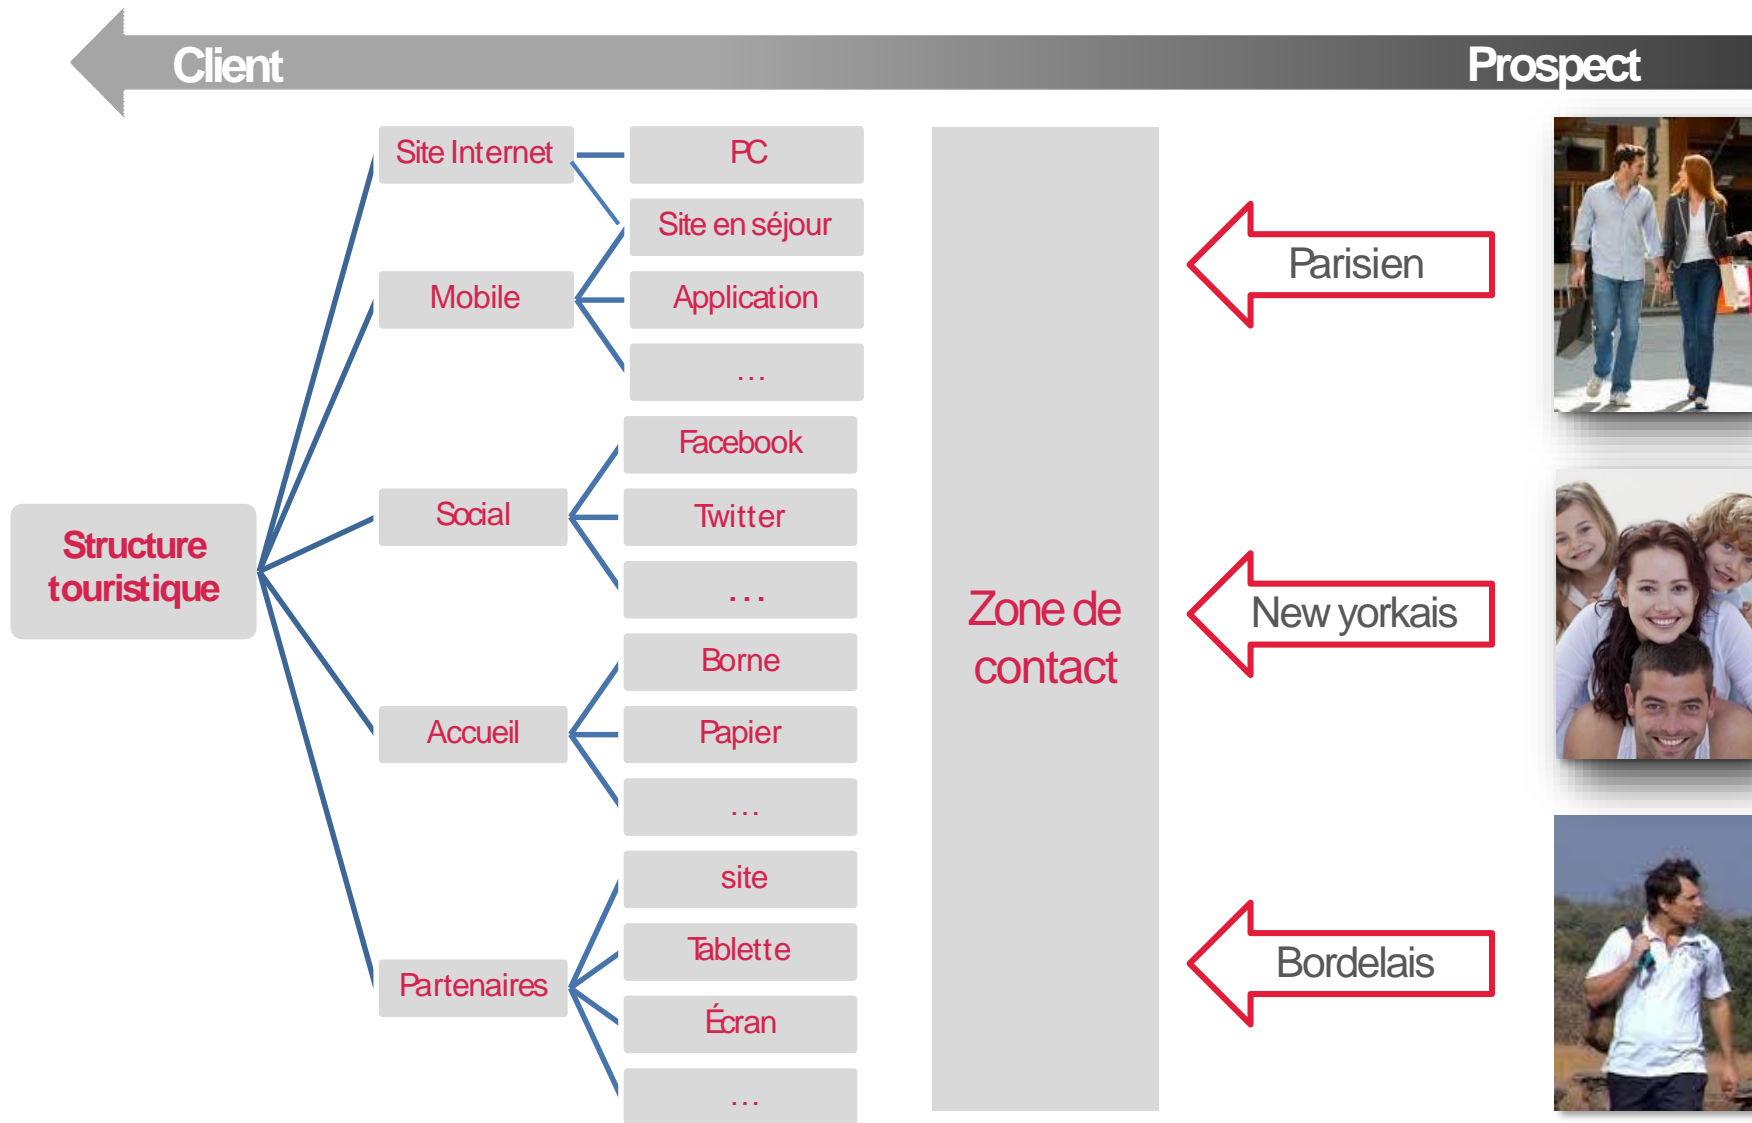 Client
Prospect
Site Internet
PC
Site en séjour
Mobile
Application
...
Social
Facebook
Twitter
...
Structure
touristique
Accueil
Borne
Papier
...
Partenaires
site
Tablette
Écran
...
Zone de
contact
Parisien
New yorkais
Bordelais